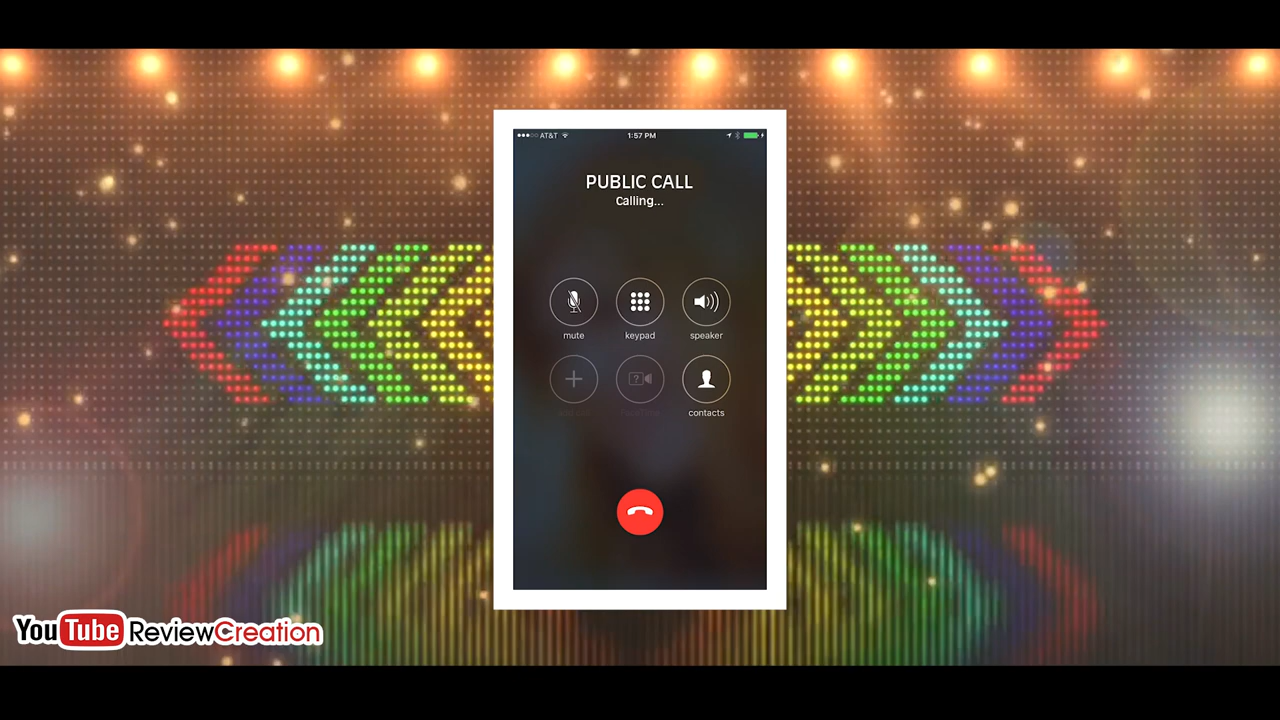 AT&T
1:57 PM
PUBLIC CALL
Calling...
mute
keypad
speaker
contacts
YouTube ReviewCreation